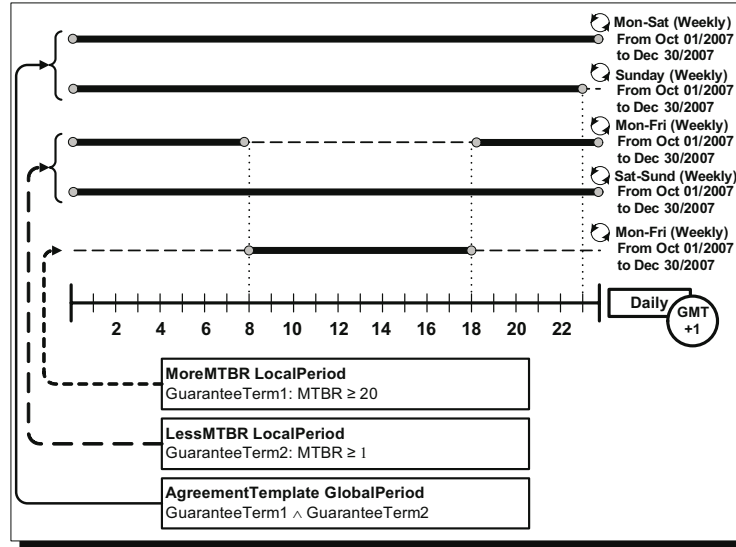 Mon-Sat (Weekly)
From Oct 01/2007
to Dec 30/2007
Sunday (Weekly)
From Oct 01/2007
to Dec 30/2007
Mon-Fri (Weekly)
From Oct 01/2007
to Dec 30/2007
Sat-Sund (Weekly)
From Oct 01/2007
to Dec 30/2007
Mon-Fri (Weekly)
From Oct 01/2007
to Dec 30/2007
2 4 6 8 10 12 14 16 18 20 22
Daily
GMT
+1
MoreMTBR LocalPeriod
GuaranteeTerm1: MTBR ≥ 20
LessMTBR LocalPeriod
GuaranteeTerm2: MTBR ≥ 1
AgreementTemplate GlobalPeriod
GuaranteeTerm1 ∧ GuaranteeTerm2